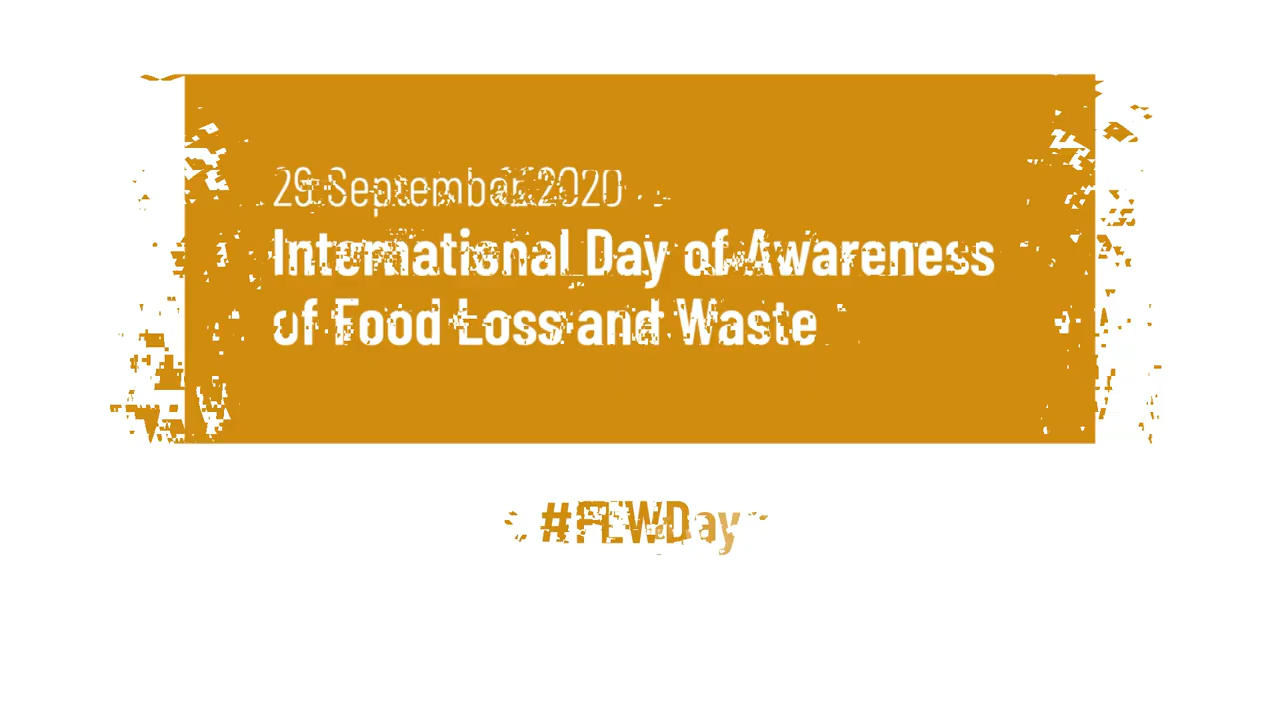 29 September 2020
International Day of Awareness
of Food Loss and Waste
#FLWDay